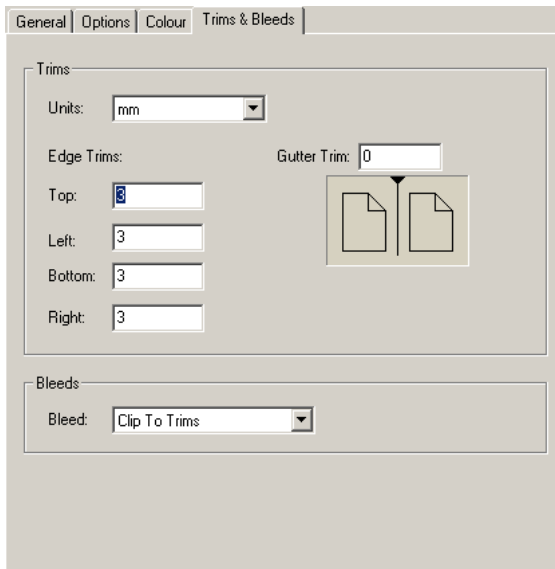 General Options Colour Trims & Bleeds
Trims
Units: mm
Edge Trims: Gutter Trim: 0
Top: 3
Left: 3
Bottom: 3
Right: 3
Bleeds
Bleed: Clip To Trims